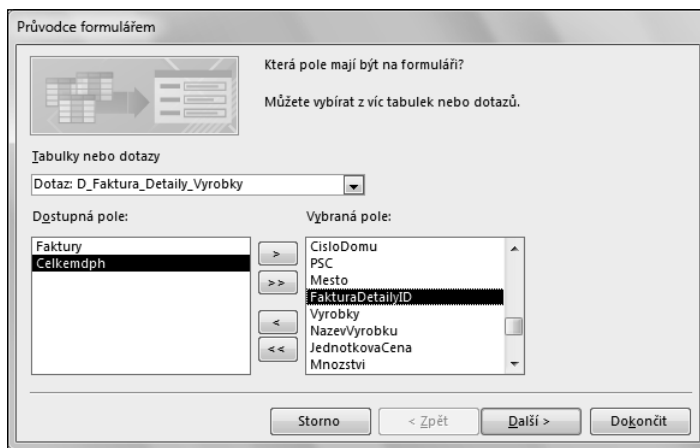 Průvodce formulářem
Která pole mají být na formuláři?
Můžete vybírat z víc tabulek nebo dotazů.
Tabulky nebo dotazy
Dotaz: D_Faktura_Detaily_Vyrobky
Dostupná pole:
Vybraná pole:
Faktury
Celkemdph
>
>>
<
<<
CisloDomu
PSC
Mesto
FakturaDetailyID
Vyrobky
NazevVyrobku
JednotkovaCena
Mnozstvi
Storno
< Zpět
Další >
Dokončit